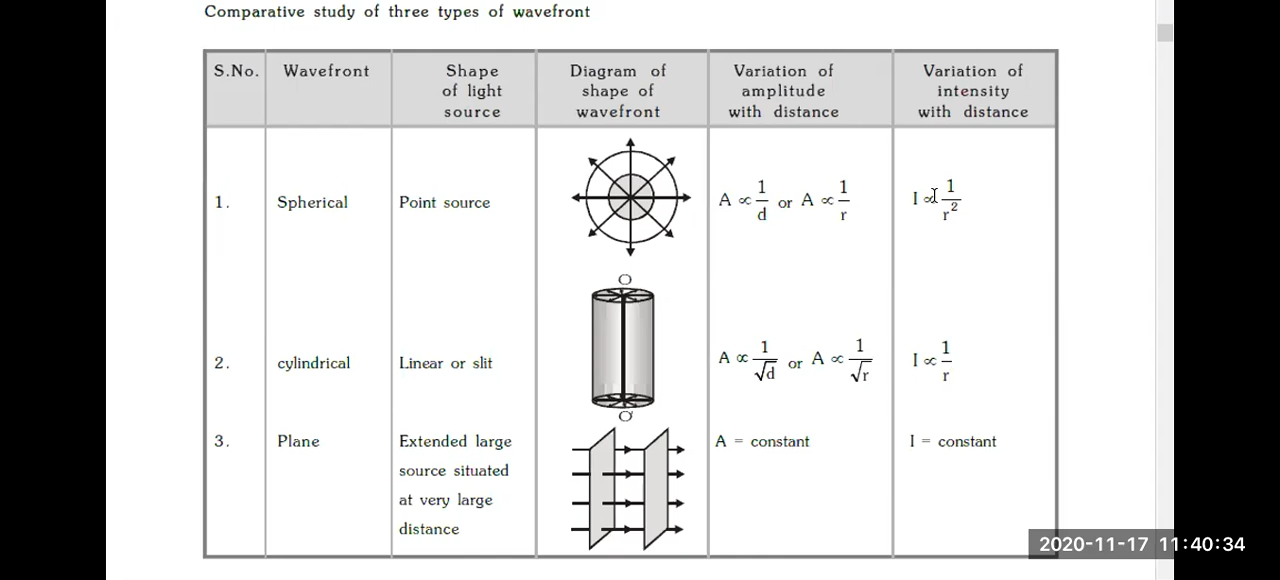 Comparative study of three types of wavefront
S.No. Wavefront Shape of light source Diagram of shape of wavefront Variation of amplitude with distance Variation of intensity with distance
1. Spherical Point source A ∝ 1/d or A ∝ 1/r I ∝ 1/r²
O
2. cylindrical Linear or slit A ∝ 1/√d or A ∝ 1/√r I ∝ 1/r
O'
3. Plane Extended large source situated at very large distance A = constant I = constant
2020-11-17 11:40:34